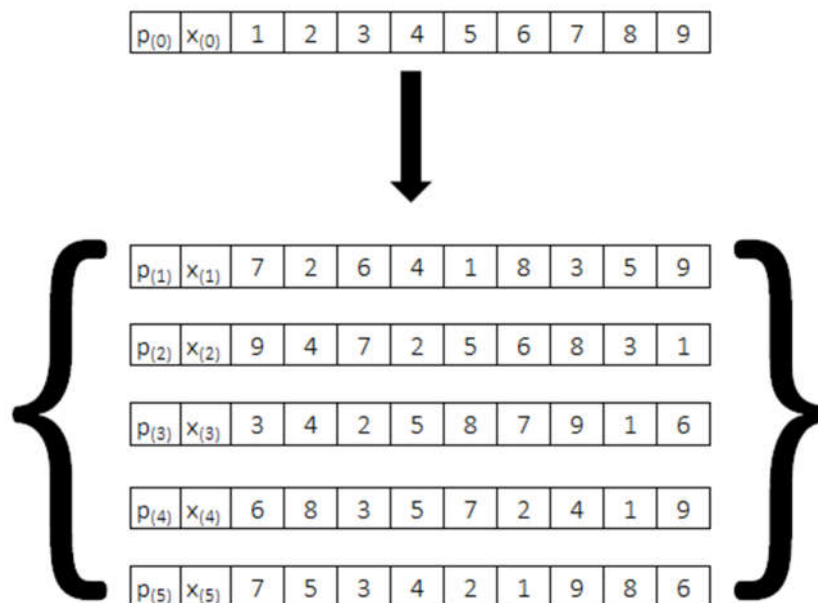 p(0) x(0) 1 2 3 4 5 6 7 8 9
p(1) x(1) 7 2 6 4 1 8 3 5 9
p(2) x(2) 9 4 7 2 5 6 8 3 1
p(3) x(3) 3 4 2 5 8 7 9 1 6
p(4) x(4) 6 8 3 5 7 2 4 1 9
p(5) x(5) 7 5 3 4 2 1 9 8 6